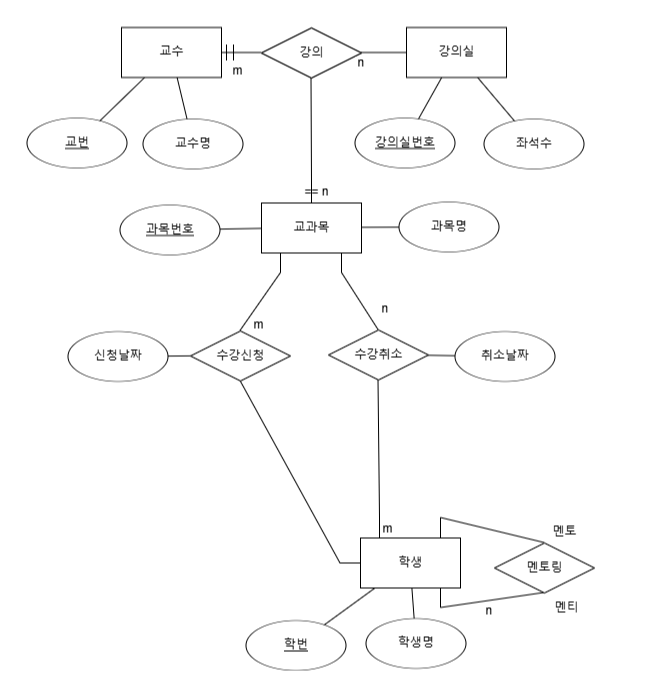 교수
강의
강의실
m
n
교번
교수명
강의실번호
좌석수
n
과목번호
교과목
과목명
m
n
신청날짜
수강신청
수강취소
취소날짜
m
학생
멘토
멘토링
멘티
n
학번
학생명